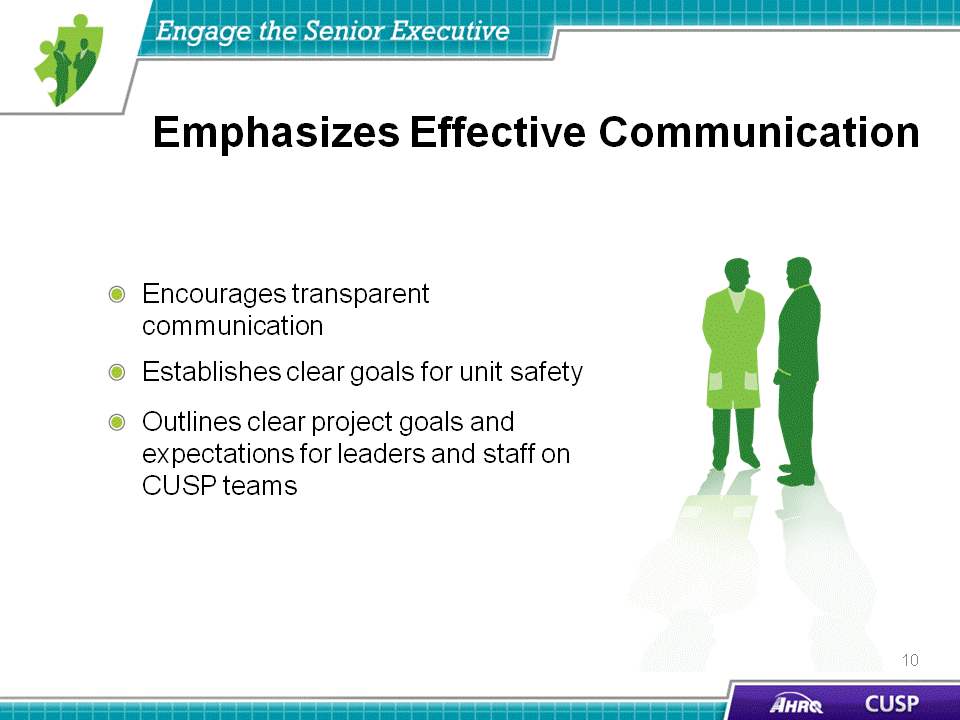 Engage the Senior Executive
Emphasizes Effective Communication
Encourages transparent
communication
Establishes clear goals for unit safety
Outlines clear project goals and
expectations for leaders and staff on
CUSP teams
10
AHRQ
CUSP